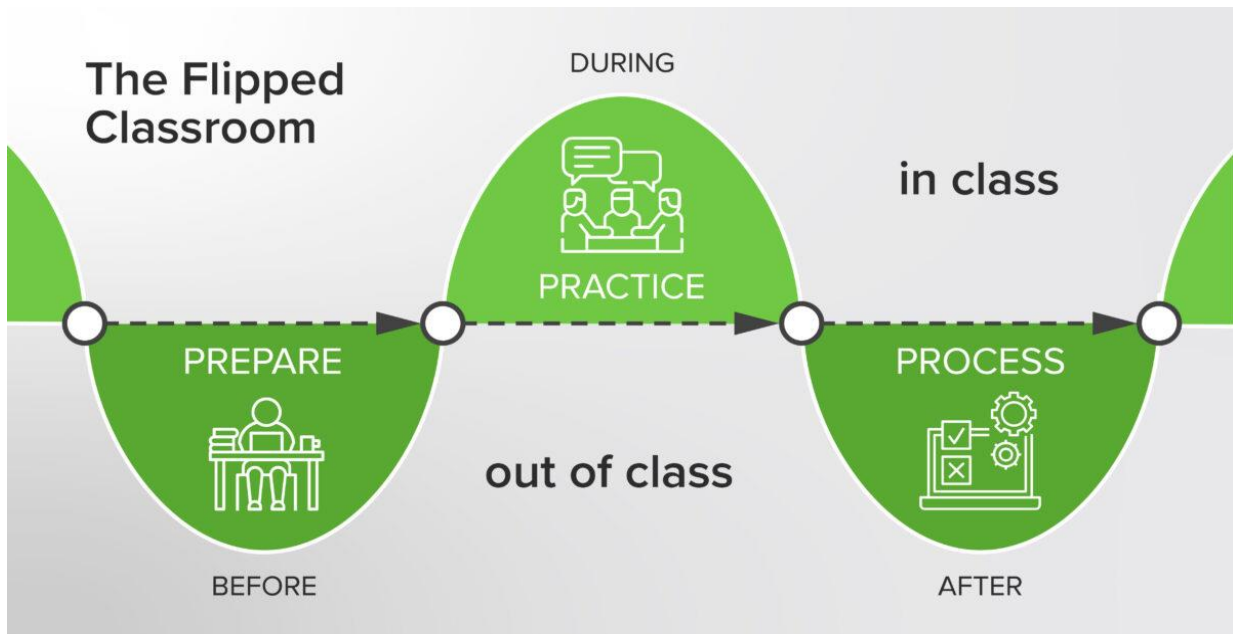 The Flipped
Classroom
DURING
in class
PRACTICE
PREPARE
PROCESS
out of class
BEFORE
AFTER